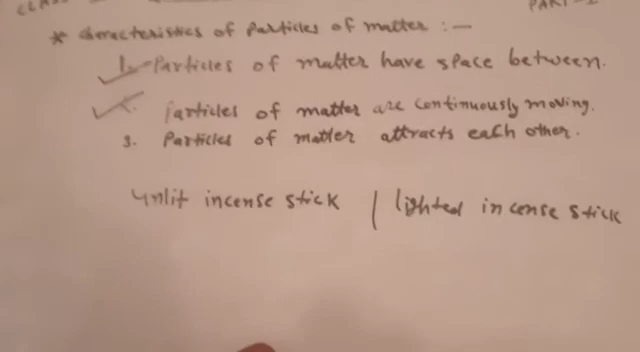 * Characteristics of Particles of matter :—
1. Particles of matter have space between.
2. Particles of matter are continuously moving.
3. Particles of matter attracts each other.
unlit incense stick | lighted incense stick